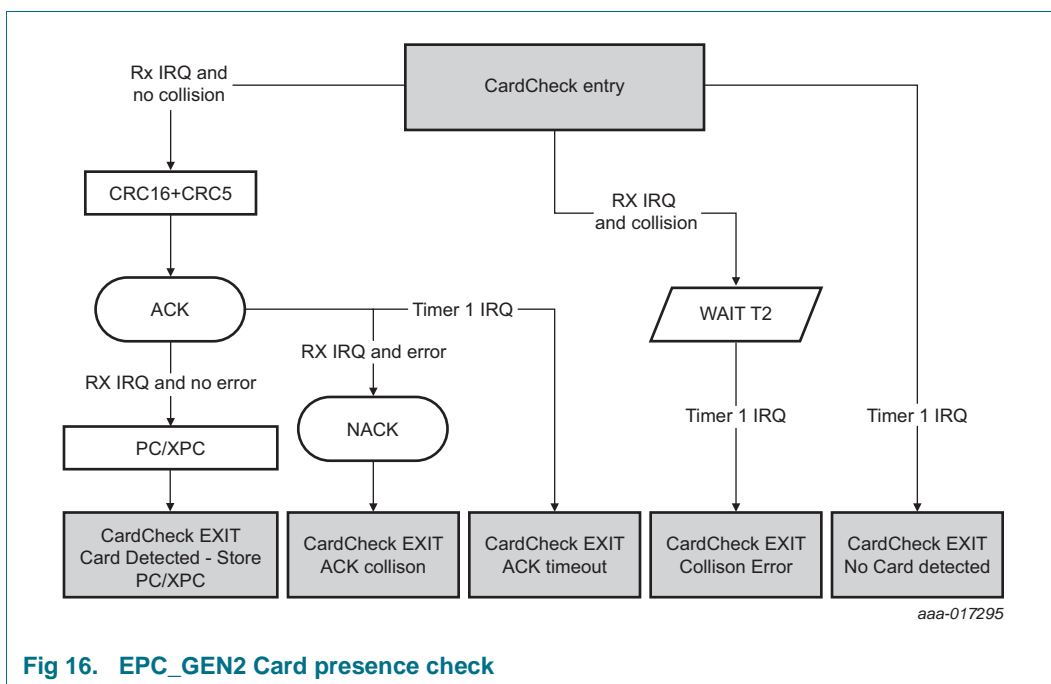 Rx IRQ and
no collision
CardCheck entry
CRC16+CRC5
RX IRQ
and collision
ACK
Timer 1 IRQ
WAIT T2
RX IRQ and error
RX IRQ and no error
NACK
Timer 1 IRQ
Timer 1 IRQ
PC/XPC
CardCheck EXIT
Card Detected - Store
PC/XPC
CardCheck EXIT
ACK collison
CardCheck EXIT
ACK timeout
CardCheck EXIT
Collison Error
CardCheck EXIT
No Card detected
aaa-017295
Fig 16. EPC_GEN2 Card presence check